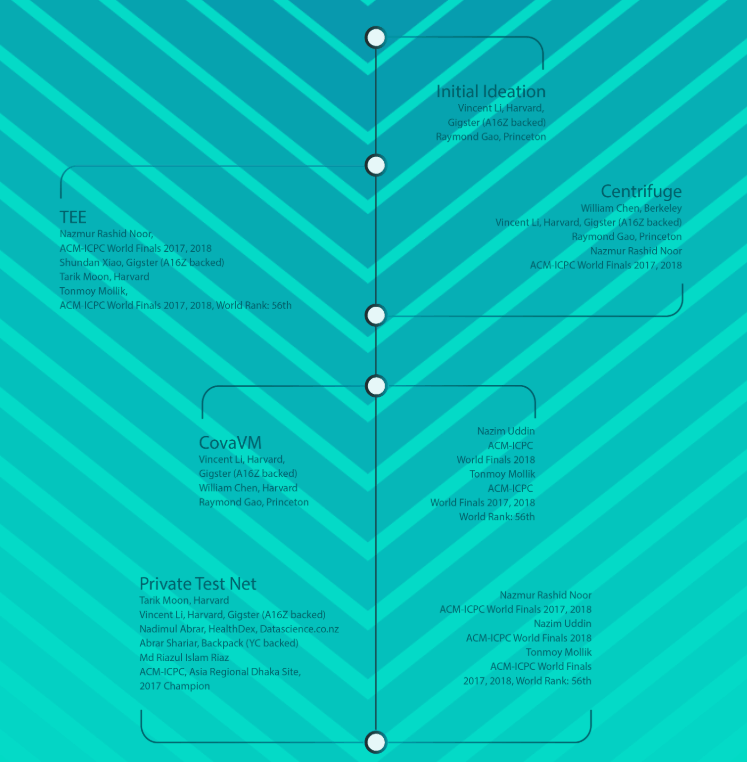 Initial Ideation
Vincent Li, Harvard,
Gigster (A16Z backed)
Raymond Gao, Princeton
TEE
Nazmur Rashid Noor,
ACM-ICPC World Finals 2017, 2018
Shundan Xiao, Gigster (A16Z backed)
Tarik Moon, Harvard
Tonmoy Mollik,
ACM-ICPC World Finals 2017, 2018, World Rank: 56th
Centrifuge
William Chen, Berkeley
Vincent Li, Harvard, Gigster (A16Z backed)
Raymond Gao, Princeton
Nazmur Rashid Noor
ACM-ICPC World Finals 2017, 2018
CovaVM
Vincent Li, Harvard,
Gigster (A16Z backed)
William Chen, Harvard
Raymond Gao, Princeton
Nazim Uddin
ACM-ICPC
World Finals 2018
Tonmoy Mollik
ACM-ICPC
World Finals 2017, 2018
World Rank: 56th
Private Test Net
Tarik Moon, Harvard
Vincent Li, Harvard, Gigster (A16Z backed)
Nadimul Abrar, HealthDex, Datascience.co.nz
Abrar Shariar, Backpack (YC backed)
Md Riazul Islam Riaz
ACM-ICPC, Asia Regional Dhaka Site,
2017 Champion
Nazmur Rashid Noor
ACM-ICPC World Finals 2017, 2018
Nazim Uddin
ACM-ICPC World Finals 2018
Tonmoy Mollik
ACM-ICPC World Finals
2017, 2018, World Rank: 56th